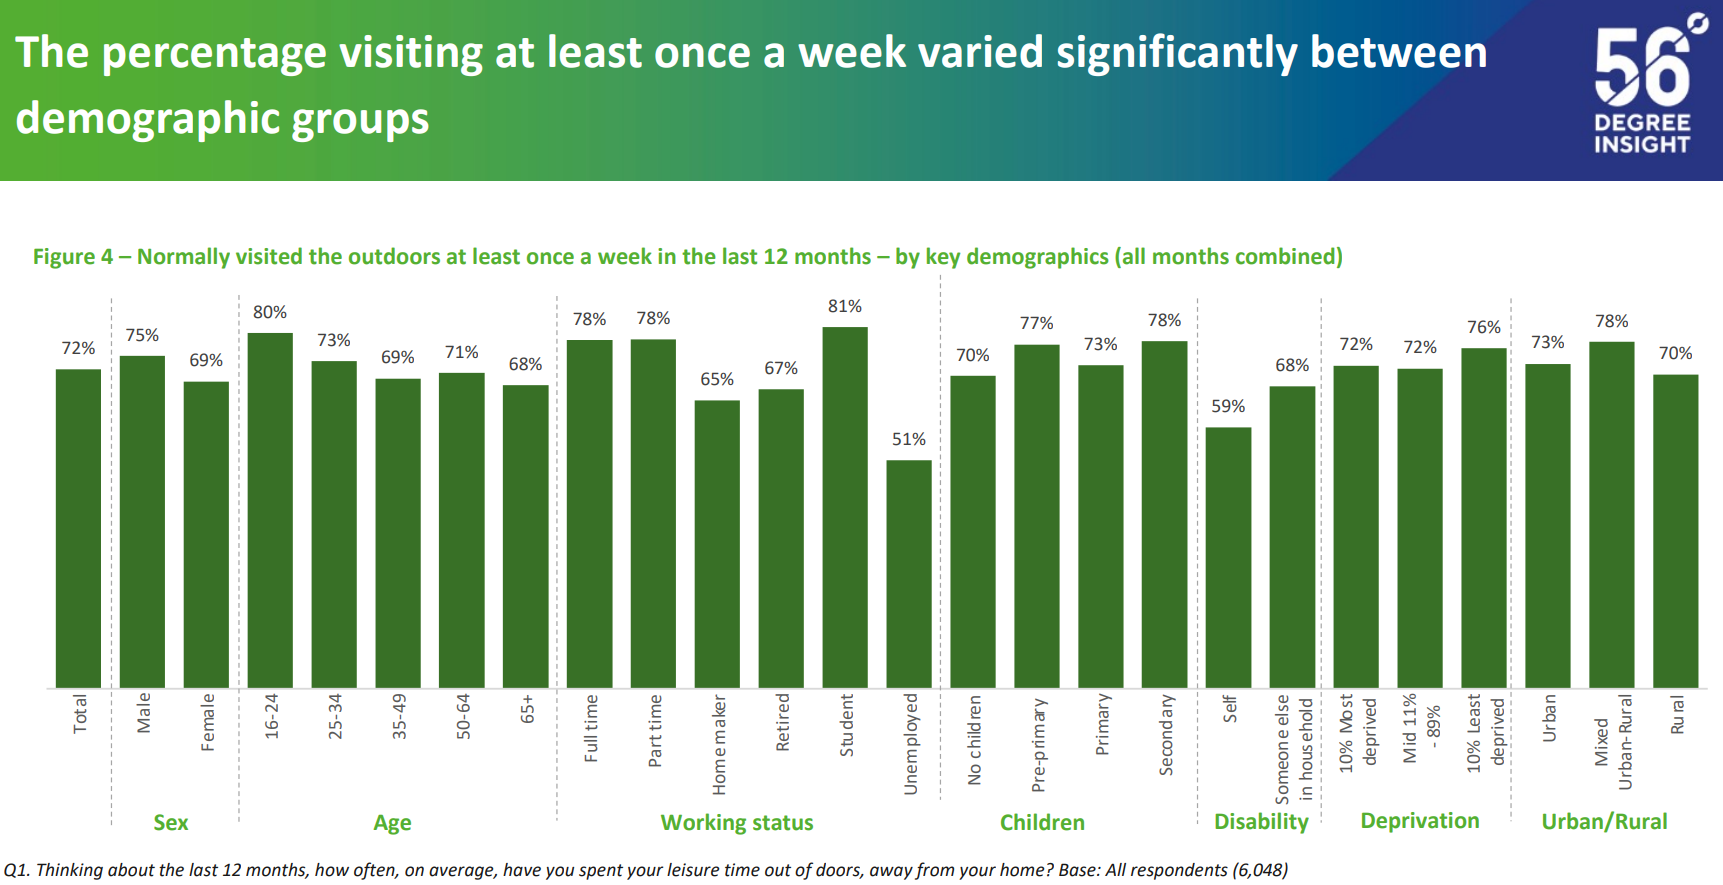 The percentage visiting at least once a week varied significantly between
demographic groups
56°
DEGREE
INSIGHT
Figure 4 – Normally visited the outdoors at least once a week in the last 12 months – by key demographics (all months combined)
72%
75%
69%
80%
73%
69%
71%
68%
78%
78%
65%
67%
81%
51%
70%
77%
73%
78%
59%
68%
72%
72%
76%
73%
78%
70%
Total
Male
Female
16-24
25-34
35-49
50-64
65+
Full time
Part time
Homemaker
Retired
Student
Unemployed
No children
Pre-primary
Primary
Secondary
Self
Someone else
in household
10% Most
deprived
Mid 11%
- 89%
10% Least
deprived
Urban
Mixed
Urban-Rural
Rural
Sex
Age
Working status
Children
Disability
Deprivation
Urban/Rural
Q1. Thinking about the last 12 months, how often, on average, have you spent your leisure time out of doors, away from your home? Base: All respondents (6,048)